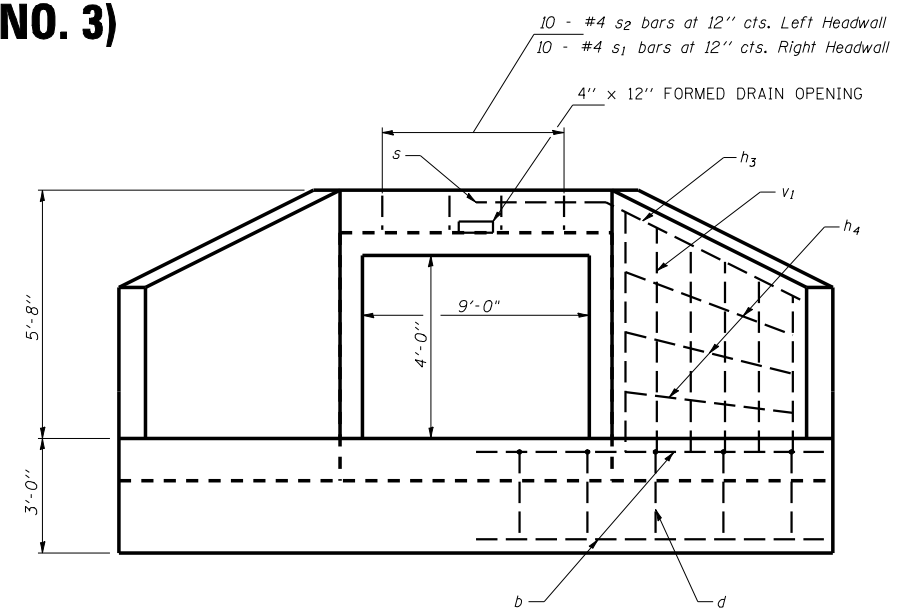 NO. 3)
10 - #4 s2 bars at 12'' cts. Left Headwall
10 - #4 s1 bars at 12'' cts. Right Headwall
4'' x 12'' FORMED DRAIN OPENING
s
h3
v1
h4
5'-8''
9'-0"
4'-0''
3'-0''
b
d